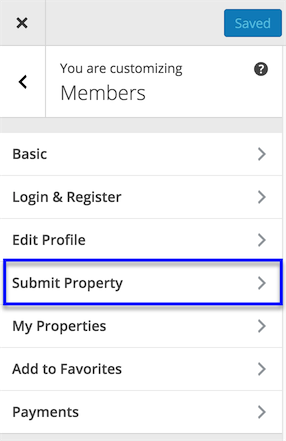 Saved
You are customizing
Members
Basic
Login & Register
Edit Profile
Submit Property
My Properties
Add to Favorites
Payments